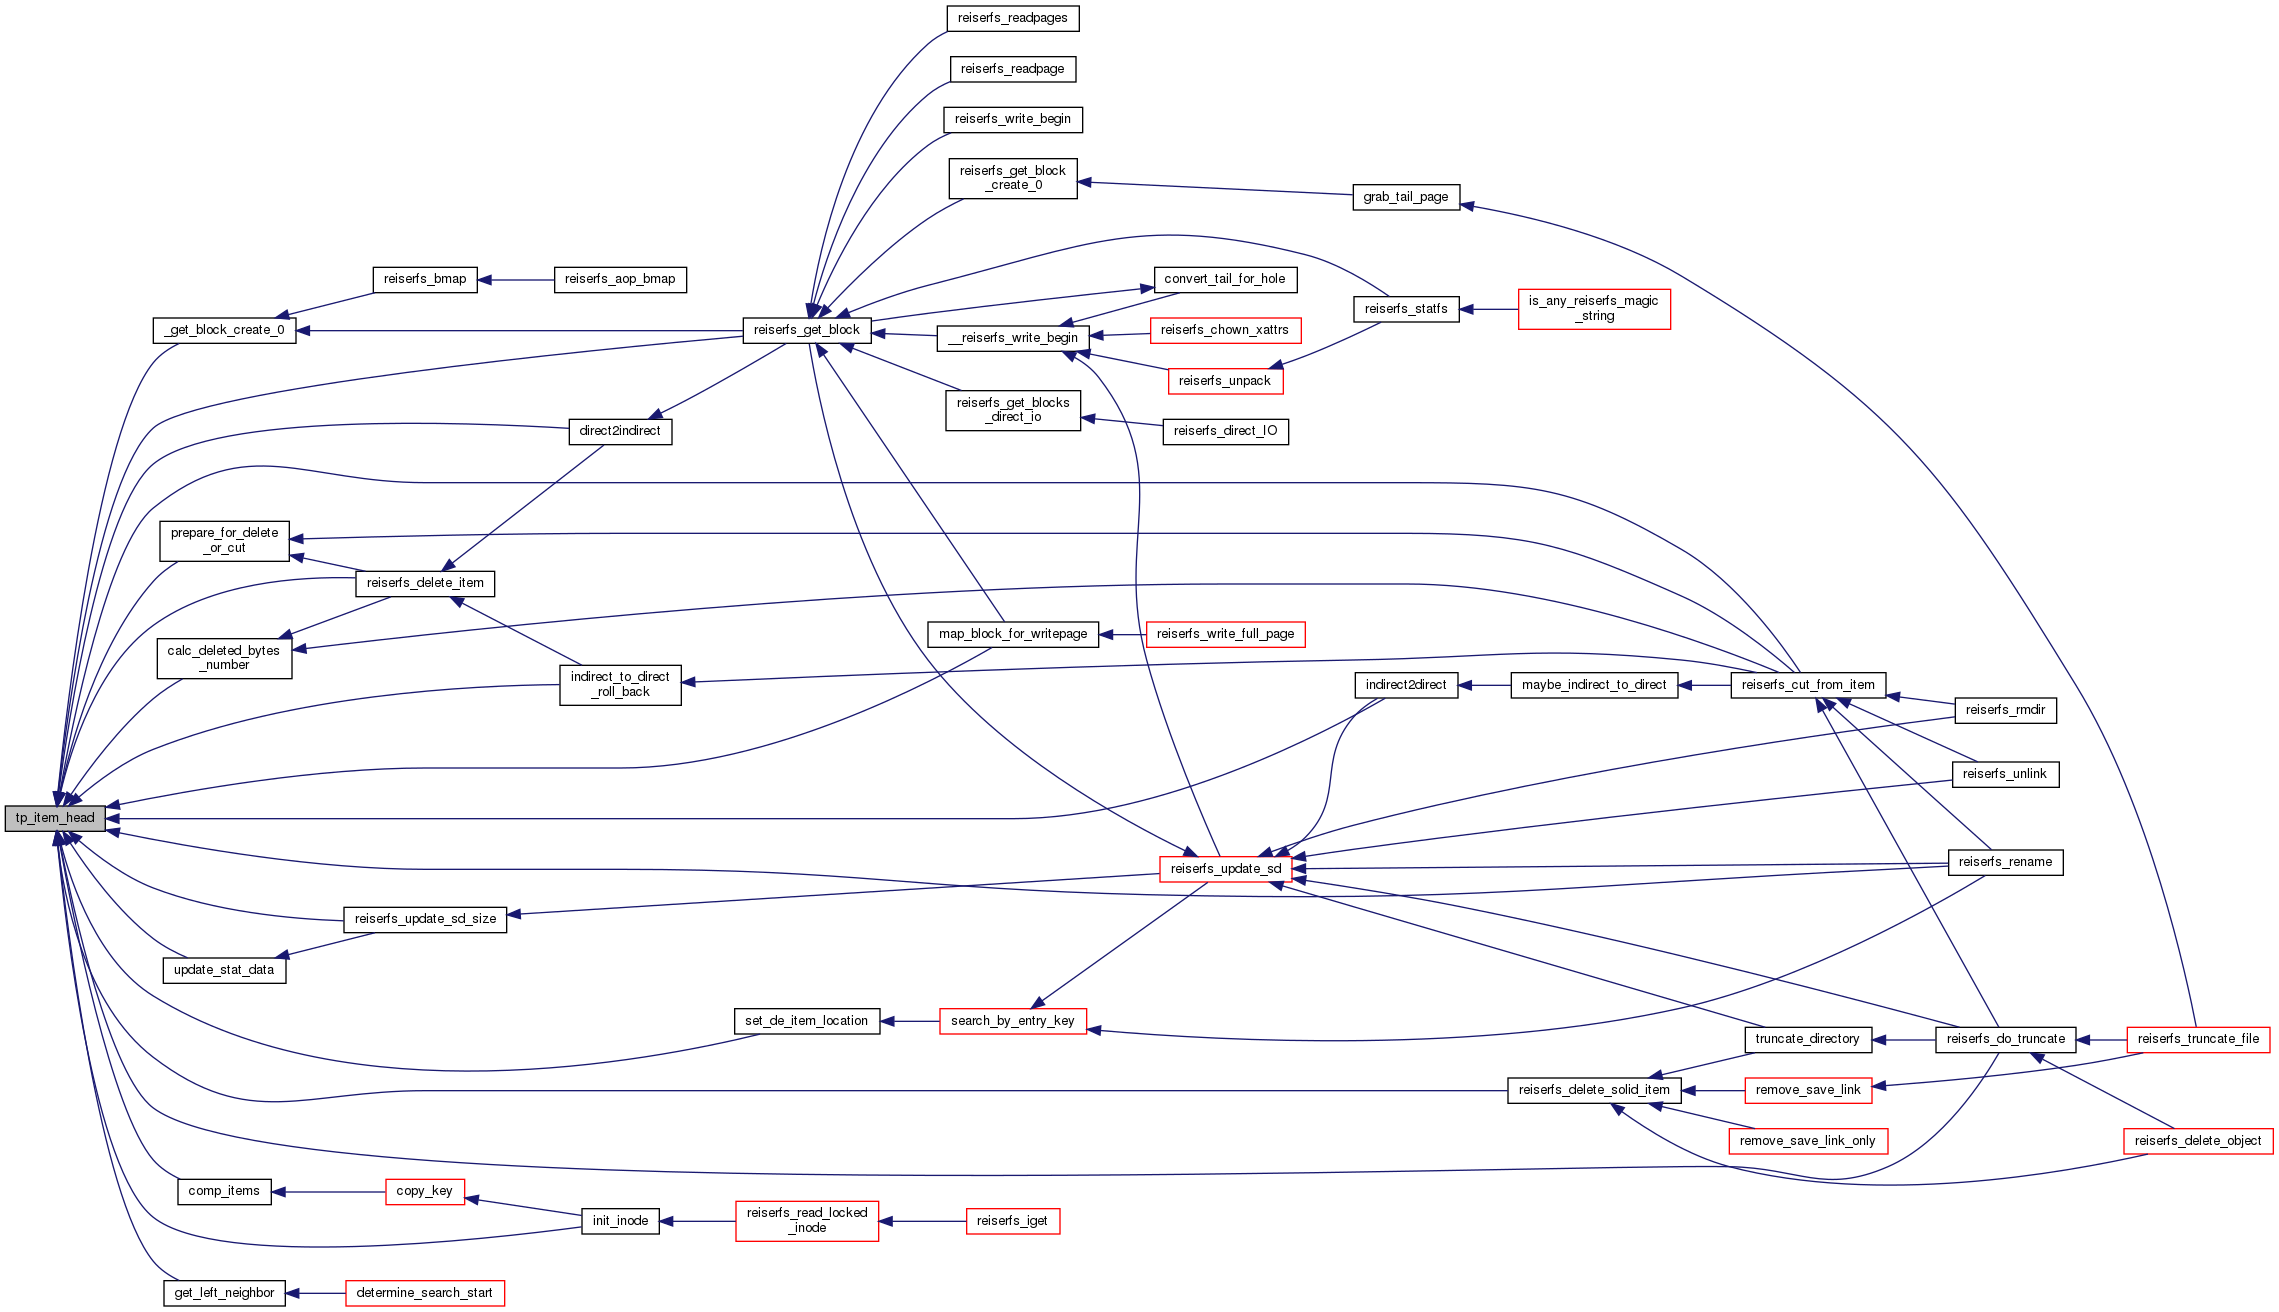 reiserfs_readpages
reiserfs_readpage
reiserfs_write_begin
reiserfs_get_block
_create_0
grab_tail_page
reiserfs_bmap
reiserfs_aop_bmap
convert_tail_for_hole
reiserfs_statfs
is_any_reiserfs_magic
_string
_get_block_create_0
reiserfs_get_block
__reiserfs_write_begin
reiserfs_chown_xattrs
reiserfs_unpack
reiserfs_get_blocks
_direct_io
reiserfs_direct_IO
direct2indirect
prepare_for_delete
_or_cut
reiserfs_delete_item
calc_deleted_bytes
_number
map_block_for_writepage
reiserfs_write_full_page
indirect_to_direct
_roll_back
indirect2direct
maybe_indirect_to_direct
reiserfs_cut_from_item
reiserfs_rmdir
reiserfs_unlink
tp_item_head
reiserfs_update_sd
reiserfs_rename
reiserfs_update_sd_size
update_stat_data
set_de_item_location
search_by_entry_key
truncate_directory
reiserfs_do_truncate
reiserfs_truncate_file
reiserfs_delete_solid_item
remove_save_link
remove_save_link_only
reiserfs_delete_object
comp_items
copy_key
init_inode
reiserfs_read_locked
_inode
reiserfs_iget
get_left_neighbor
determine_search_start